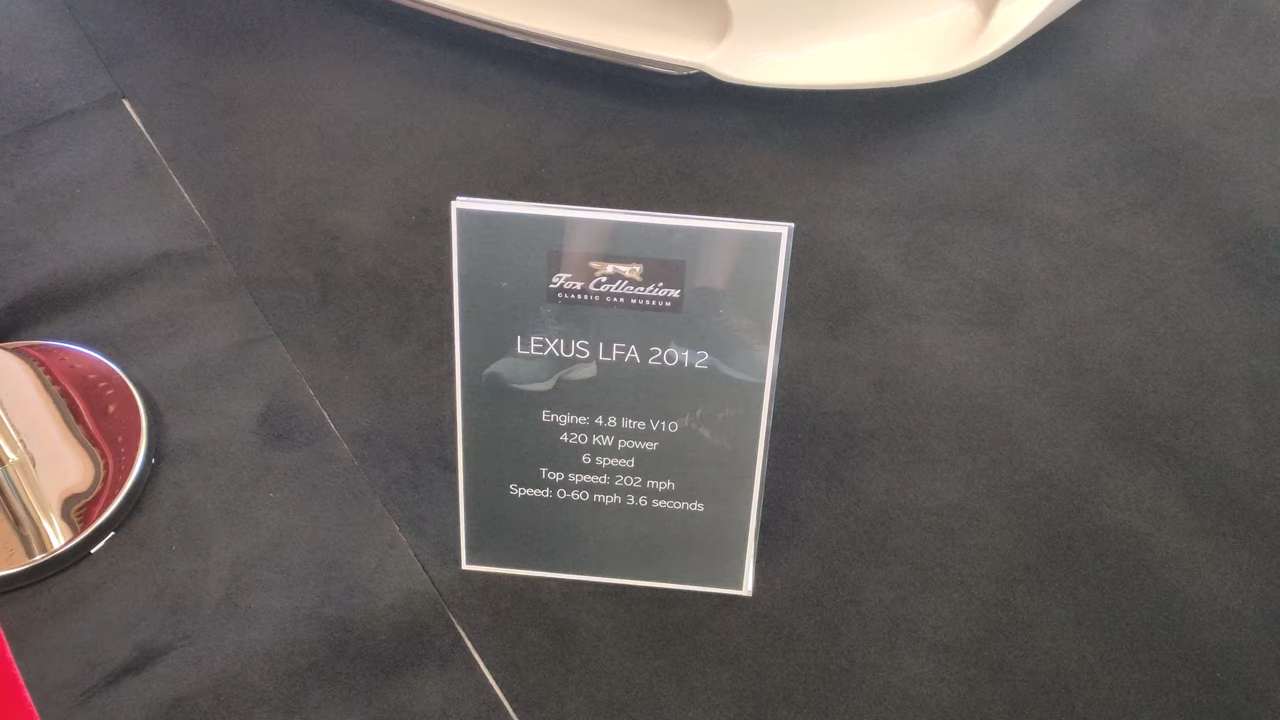 Fox Collection
CLASSIC CAR MUSEUM
LEXUS LFA 2012
Engine: 4.8 litre V10
420 KW power
6 speed
Top speed: 202 mph
Speed: 0-60 mph 3.6 seconds